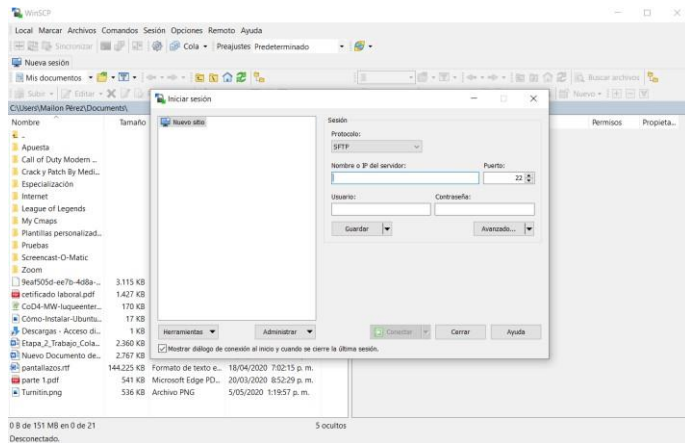 WinSCP
Local Marcar Archivos Comandos Sesión Opciones Remoto Ayuda
Sincronizar Cola Preajustes Predeterminado
Nueva sesión
Mis documentos Buscar archivos
Subir Editar Nuevo
C:\Users\Mailon Pérez\Documents\
Nombre Tamaño Permisos Propieta...
..
Apuesta
Call of Duty Modern ...
Crack y Patch By Medi...
Especialización
Internet
League of Legends
My Cmaps
Plantillas personalizad...
Pruebas
Screencast-O-Matic
Zoom
9eaf505d-ee7b-4d8a-... 3.115 KB
cetificado laboral.pdf 1.427 KB
CoD4-MW-luqueenter... 170 KB
Cómo-Instalar-Ubuntu... 17 KB
Descargas - Acceso di... 1 KB
Etapa_2_Trabajo_Cola... 2.360 KB
Nuevo Documento de... 2.767 KB
pantallazos.rtf 144.225 KB Formato de texto e... 18/04/2020 7:02:15 p. m.
parte 1.pdf 541 KB Microsoft Edge PD... 20/03/2020 8:52:29 p. m.
Turnitin.png 536 KB Archivo PNG 5/05/2020 1:19:57 p. m.
0 B de 151 MB en 0 de 21 5 ocultos
Desconectado.
Iniciar sesión
Nuevo sitio
Sesión
Protocolo:
SFTP
Nombre o IP del servidor: Puerto:
22
Usuario: Contraseña:
Guardar Avanzado...
Herramientas Administrar Conectar Cerrar Ayuda
Mostrar diálogo de conexión al inicio y cuando se cierre la última sesión.